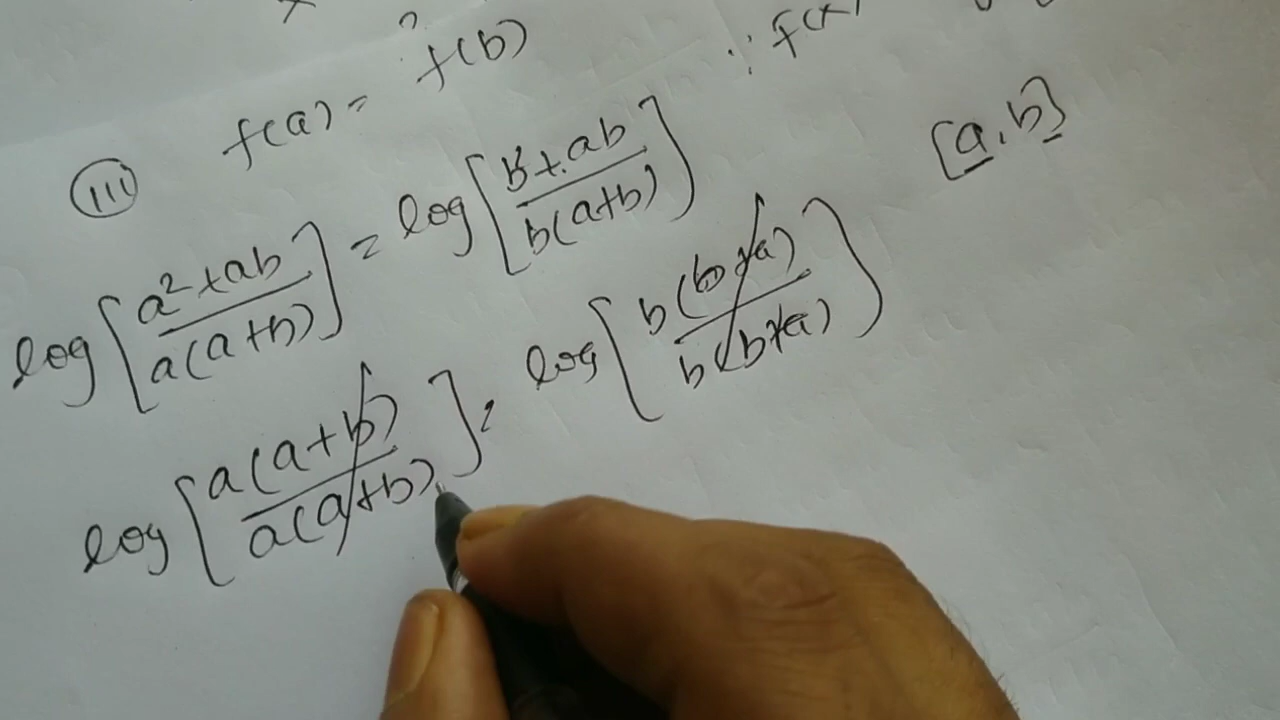 (III) f(a) = f(b) ∵ f(x)
log[(a² + ab)/(a(a+b))] = log[(b² + ab)/(b(a+b))] [a, b]
log[(a(a+b))/(a(a+b))] = log[(b(b+a))/(b(b+a))]